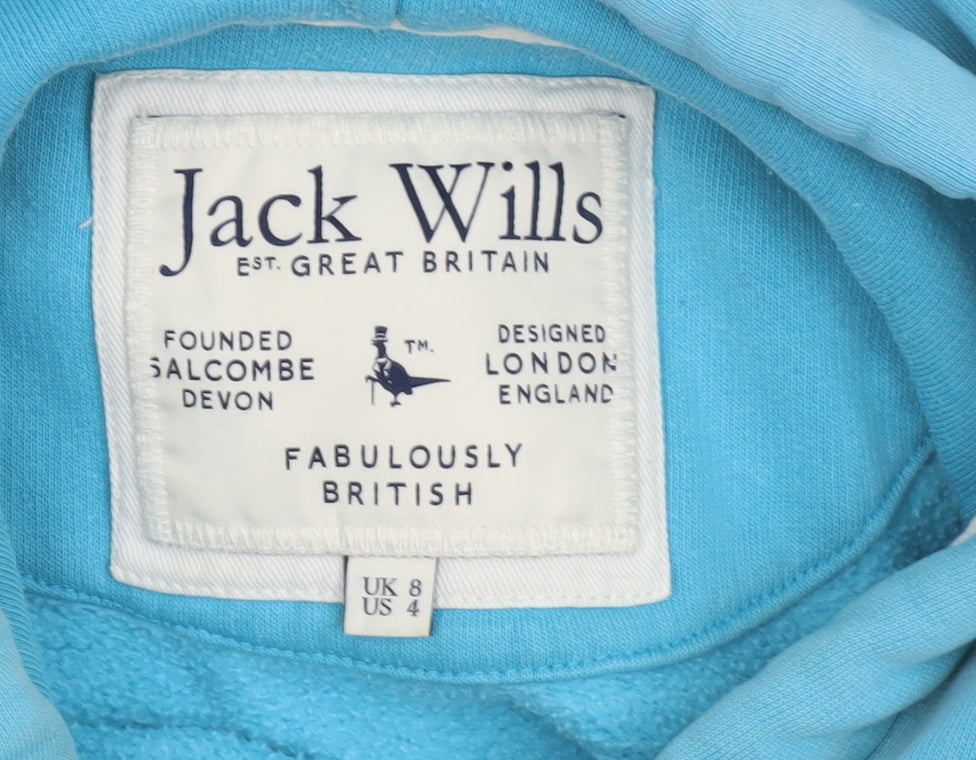 Jack Wills
EST. GREAT BRITAIN
FOUNDED
SALCOMBE
DEVON
TM.
DESIGNED
LONDON
ENGLAND
FABULOUSLY
BRITISH
UK 8
US 4